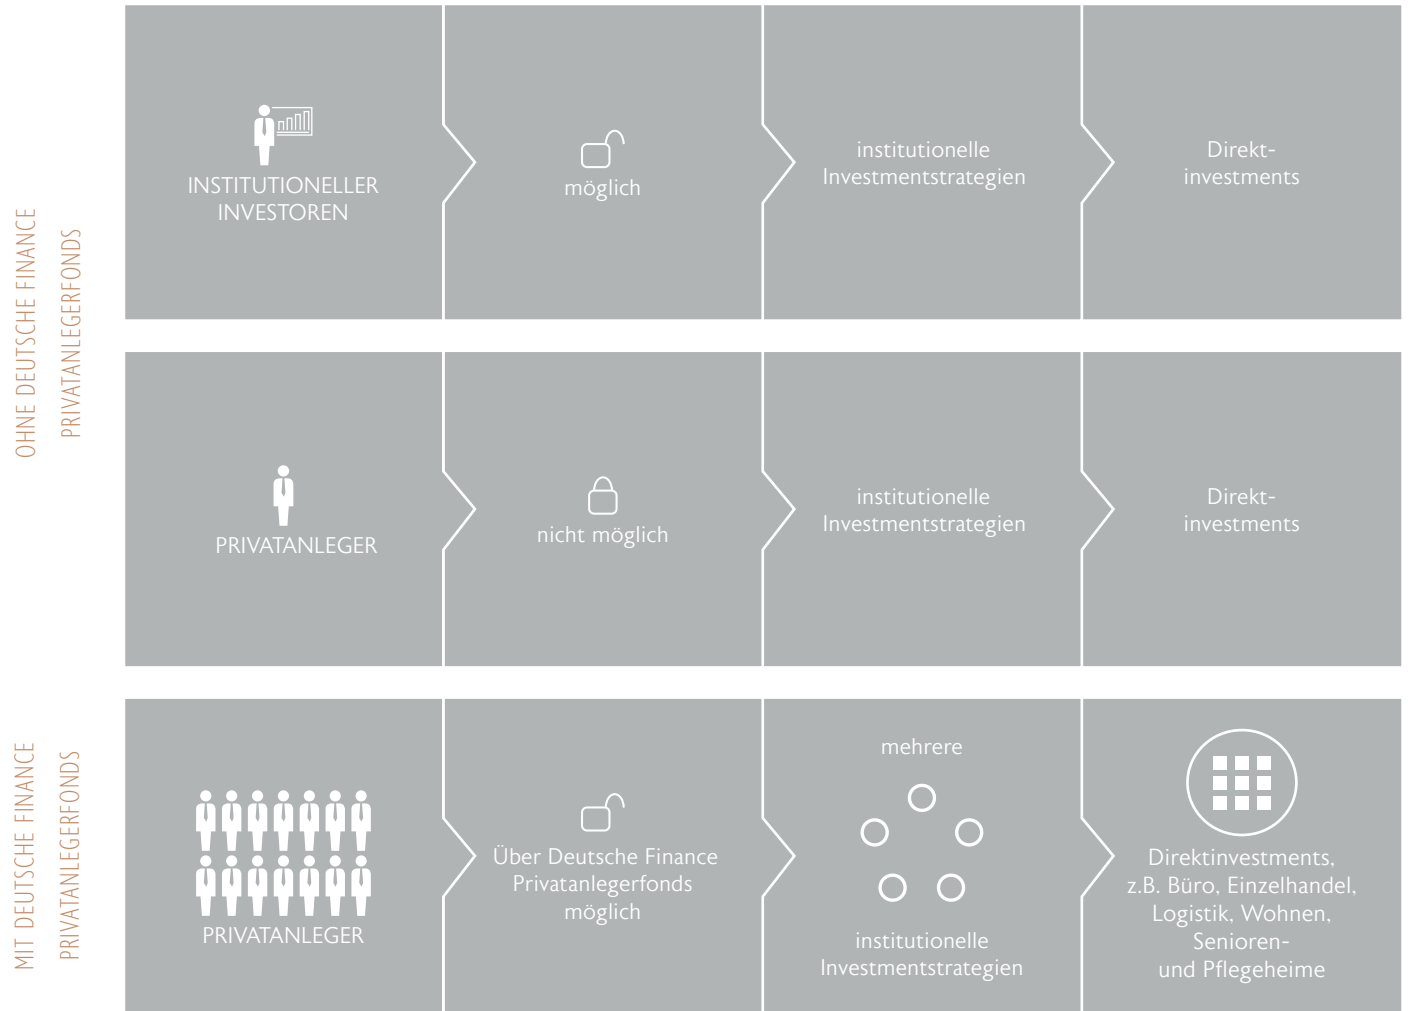 OHNE DEUTSCHE FINANCE
PRIVATANLEGERFONDS
INSTITUTIONELLER
INVESTOREN
möglich
institutionelle
Investmentstrategien
Direkt-
investments
PRIVATANLEGER
nicht möglich
institutionelle
Investmentstrategien
Direkt-
investments
MIT DEUTSCHE FINANCE
PRIVATANLEGERFONDS
PRIVATANLEGER
Über Deutsche Finance
Privatanlegerfonds
möglich
mehrere
institutionelle
Investmentstrategien
Direktinvestments,
z.B. Büro, Einzelhandel,
Logistik, Wohnen,
Senioren-
und Pflegeheime